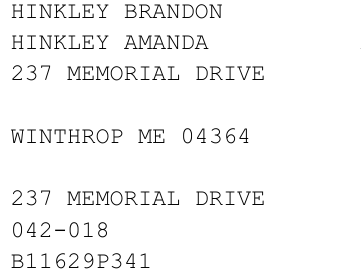 HINKLEY BRANDON
HINKLEY AMANDA
237 MEMORIAL DRIVE
WINTHROP ME 04364
237 MEMORIAL DRIVE
042-018
B11629P341